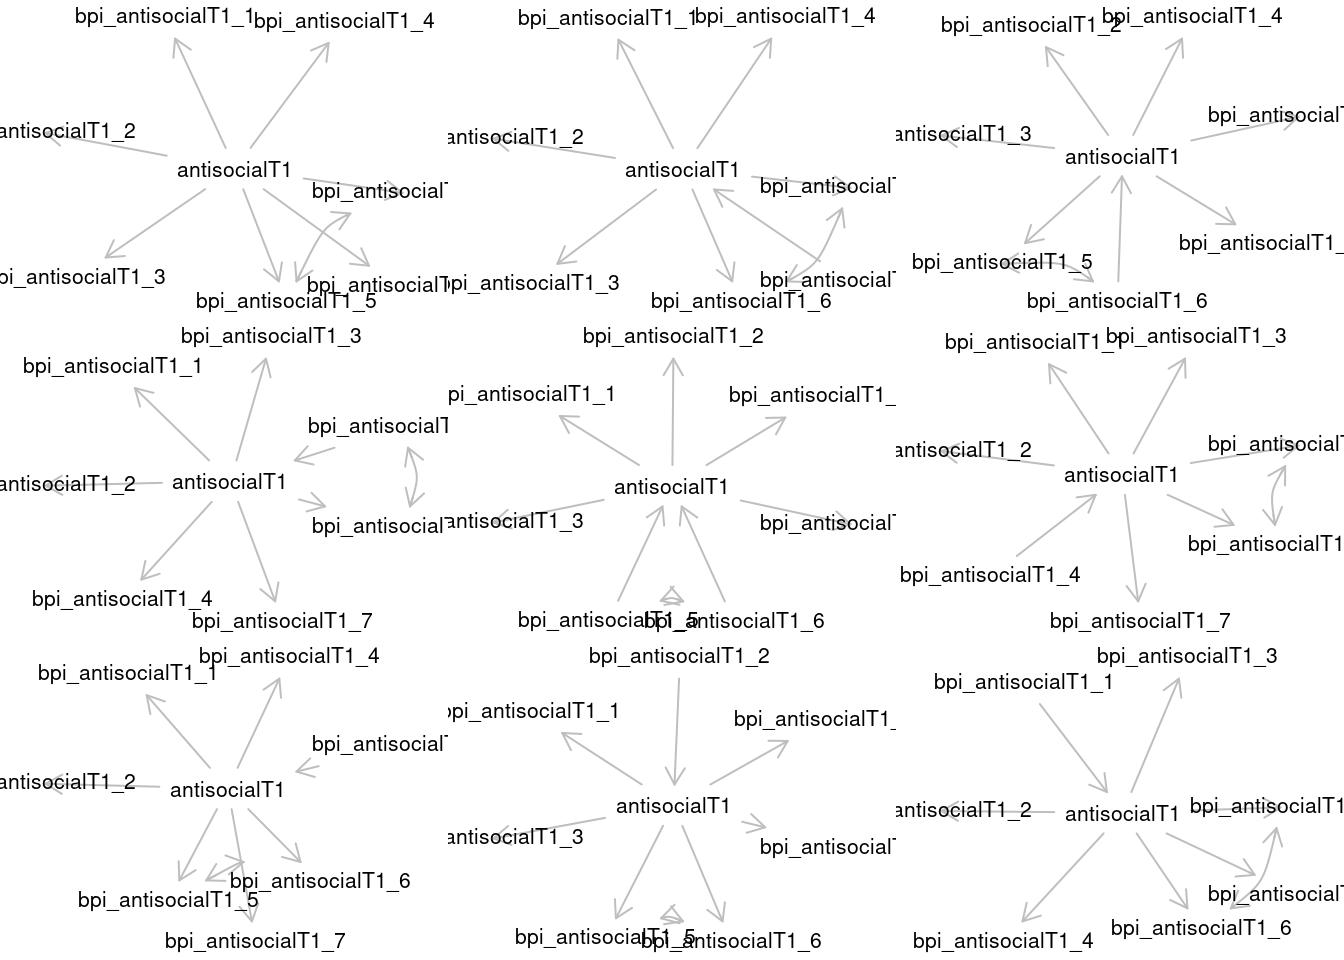 bpi_antisocialT1_1
bpi_antisocialT1_4
antisocialT1_2
antisocialT1
bpi_antisocial
pi_antisocialT1_3
bpi_antisocial
bpi_antisocialT1_5
bpi_antisocialT1_1
bpi_antisocialT1_4
antisocialT1_2
antisocialT1
bpi_antisocial
pi_antisocialT1_3
bpi_antisocial
bpi_antisocialT1_6
bpi_antisocialT1_2
bpi_antisocialT1_4
bpi_antisocialT
antisocialT1_3
antisocialT1
bpi_antisocialT1_
bpi_antisocialT1_5
bpi_antisocialT1_6
bpi_antisocialT1_3
bpi_antisocialT1_1
bpi_antisocialT
antisocialT1_2
antisocialT1
bpi_antisocial
bpi_antisocialT1_4
bpi_antisocialT1_7
bpi_antisocialT1_2
pi_antisocialT1_1
bpi_antisocialT1_
antisocialT1
antisocialT1_3
bpi_antisocial
bpi_antisocialT1_5
bpi_antisocialT1_6
bpi_antisocialT1_1
bpi_antisocialT1_3
antisocialT1_2
bpi_antisocialT
antisocialT1
bpi_antisocialT1
bpi_antisocialT1_4
bpi_antisocialT1_7
bpi_antisocialT1_4
bpi_antisocialT1_1
bpi_antisocial
antisocialT1_2
antisocialT1
bpi_antisocialT1_6
bpi_antisocialT1_5
bpi_antisocialT1_7
bpi_antisocialT1_2
pi_antisocialT1_1
bpi_antisocialT1_
antisocialT1
antisocialT1_3
bpi_antisocial
bpi_antisocialT1_5
bpi_antisocialT1_6
bpi_antisocialT1_3
bpi_antisocialT1_1
antisocialT1_2
antisocialT1
bpi_antisocialT1
bpi_antisocialT
bpi_antisocialT1_6
bpi_antisocialT1_4